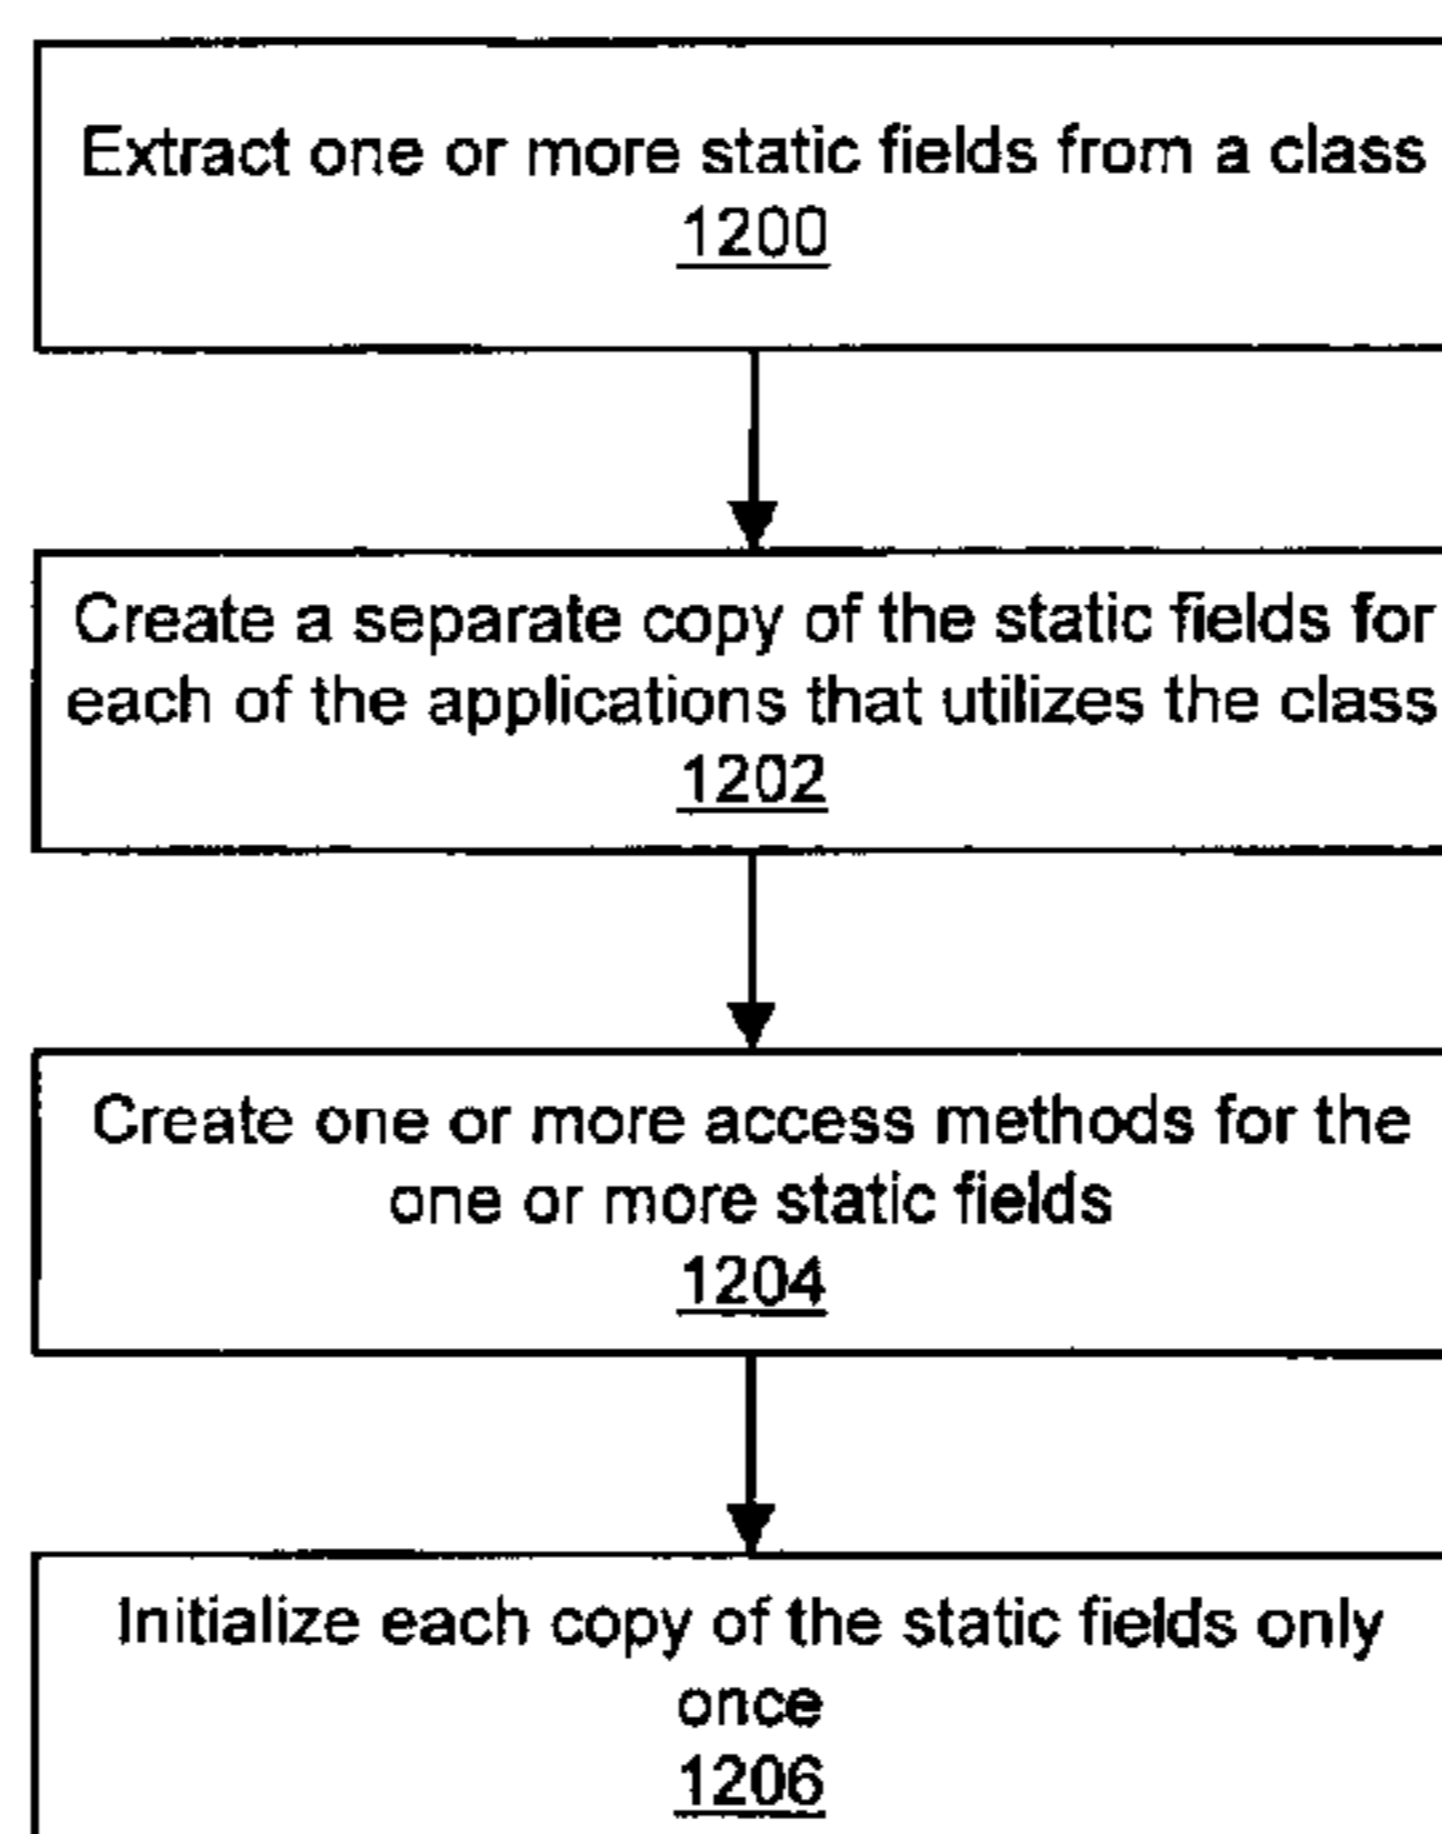 Extract one or more static fields from a class
1200
Create a separate copy of the static fields for
each of the applications that utilizes the class
1202
Create one or more access methods for the
one or more static fields
1204
Initialize each copy of the static fields only
once
1206